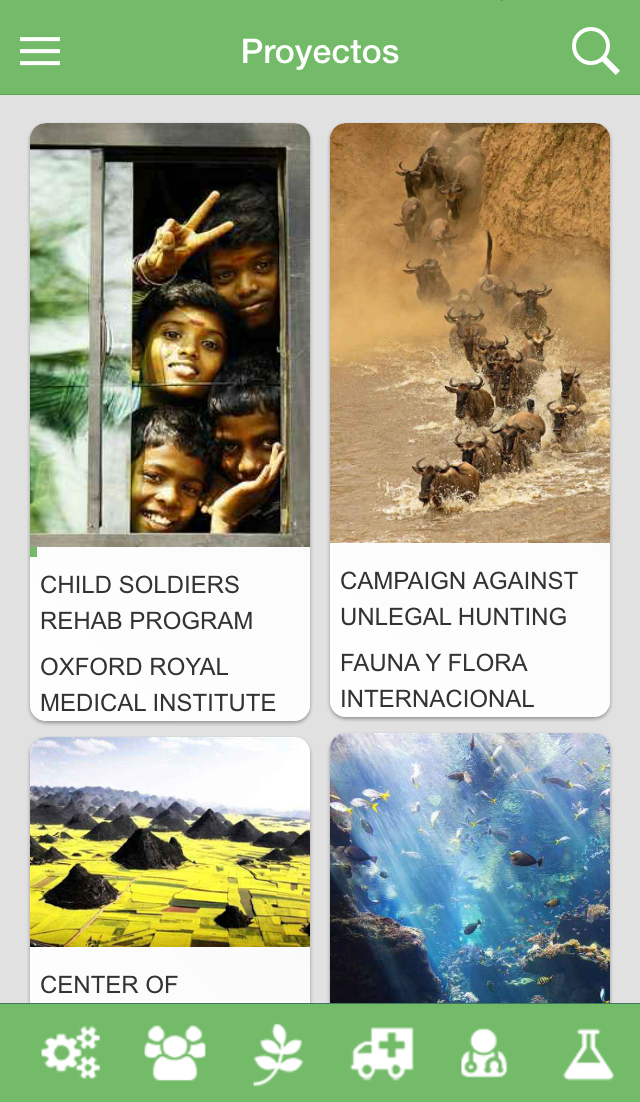 Proyectos
CHILD SOLDIERS
REHAB PROGRAM
OXFORD ROYAL
MEDICAL INSTITUTE
CAMPAIGN AGAINST
UNLEGAL HUNTING
FAUNA Y FLORA
INTERNACIONAL
CENTER OF